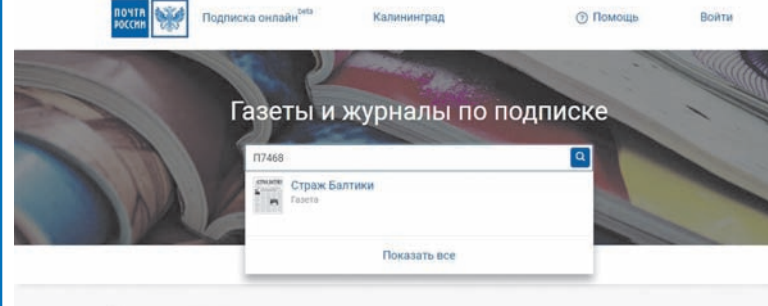 ПОЧТА
РОССИИ
Подписка онлайн beta
Калининград
Помощь
Войти
Газеты и журналы по подписке
П7468
Страж Балтики
Газета
Показать все